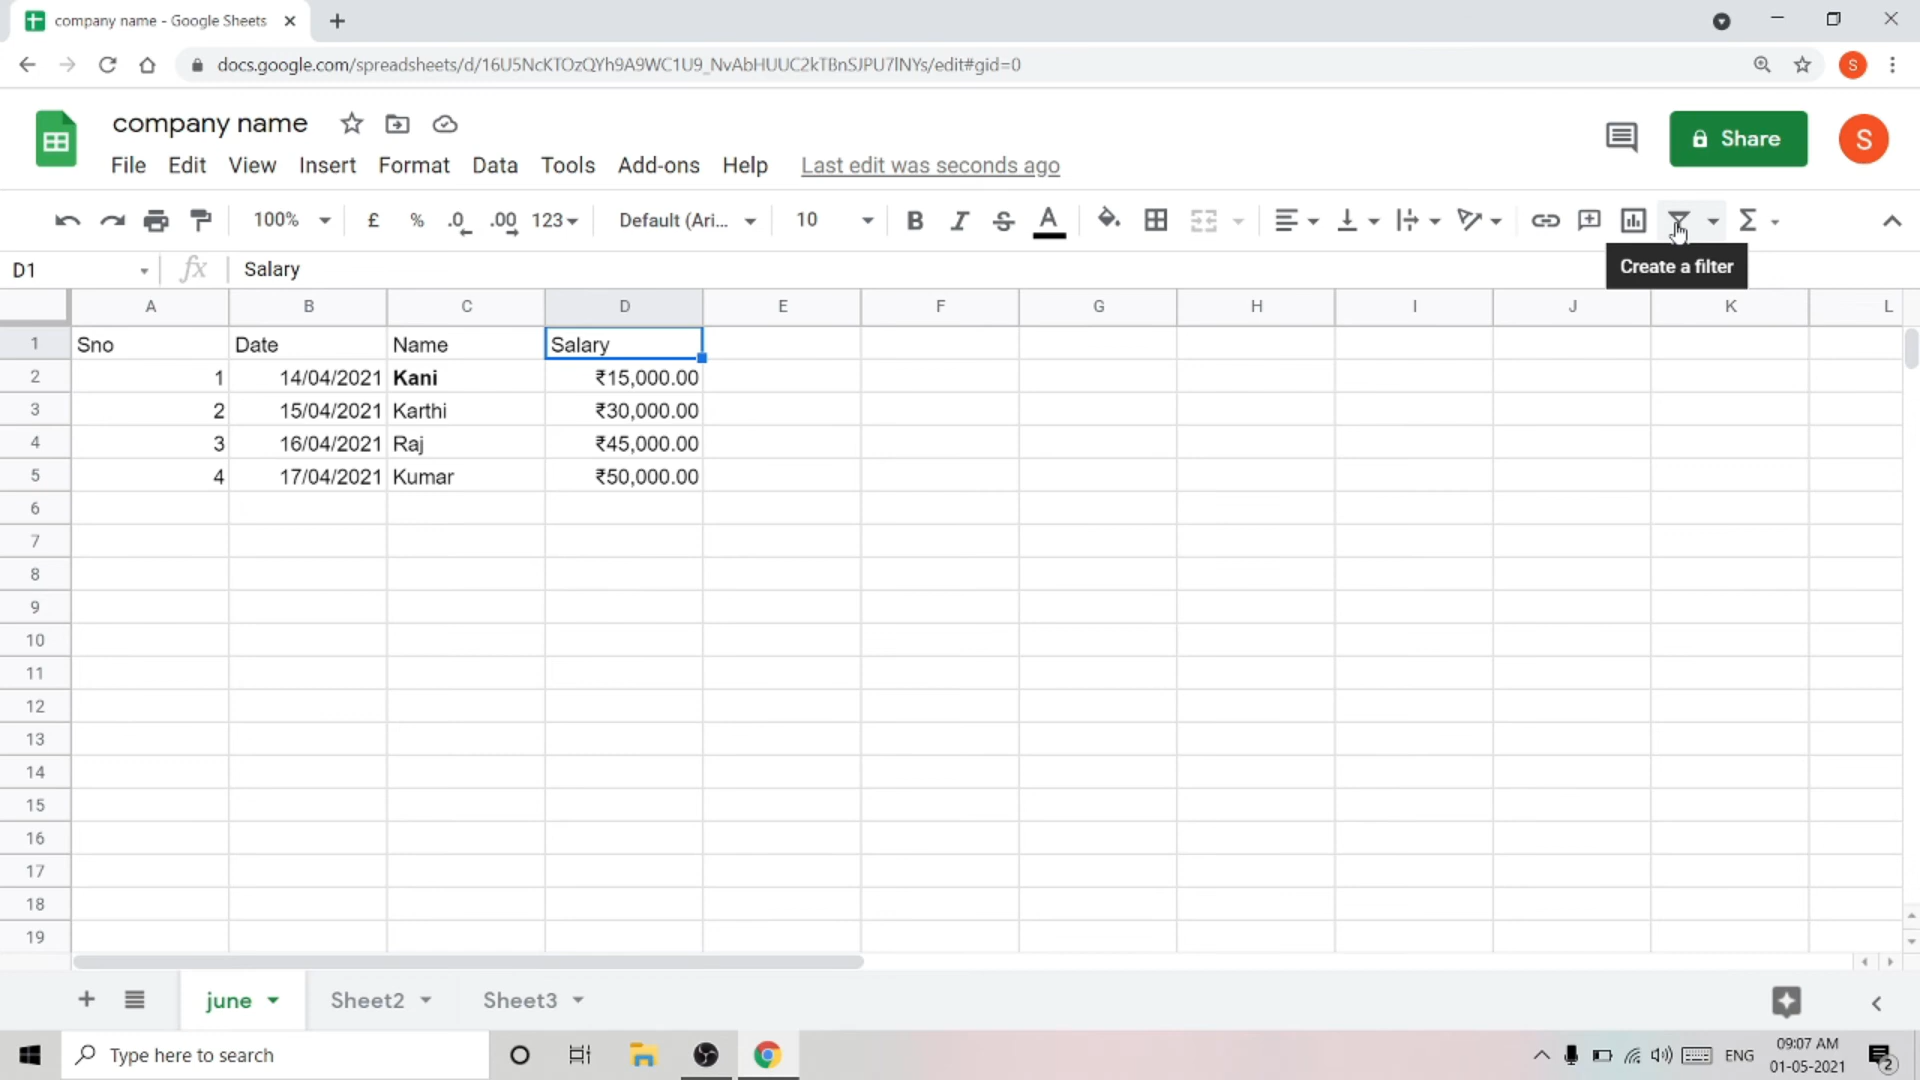 company name - Google Sheets
docs.google.com/spreadsheets/d/16U5NcKTOzQYh9A9WC1U9_NvAbHUUC2kTBnSJPU7lNYs/edit#gid=0
S
company name
Share
S
File Edit View Insert Format Data Tools Add-ons Help Last edit was seconds ago
100% £ % .0 .00 123 Default (Ari... 10 B I S A Σ
Create a filter
D1 fx Salary
A B C D E F G H I J K L
1 Sno Date Name Salary
2 1 14/04/2021 Kani ₹15,000.00
3 2 15/04/2021 Karthi ₹30,000.00
4 3 16/04/2021 Raj ₹45,000.00
5 4 17/04/2021 Kumar ₹50,000.00
6
7
8
9
10
11
12
13
14
15
16
17
18
19
june Sheet2 Sheet3
Type here to search
ENG
09:07 AM
01-05-2021
2